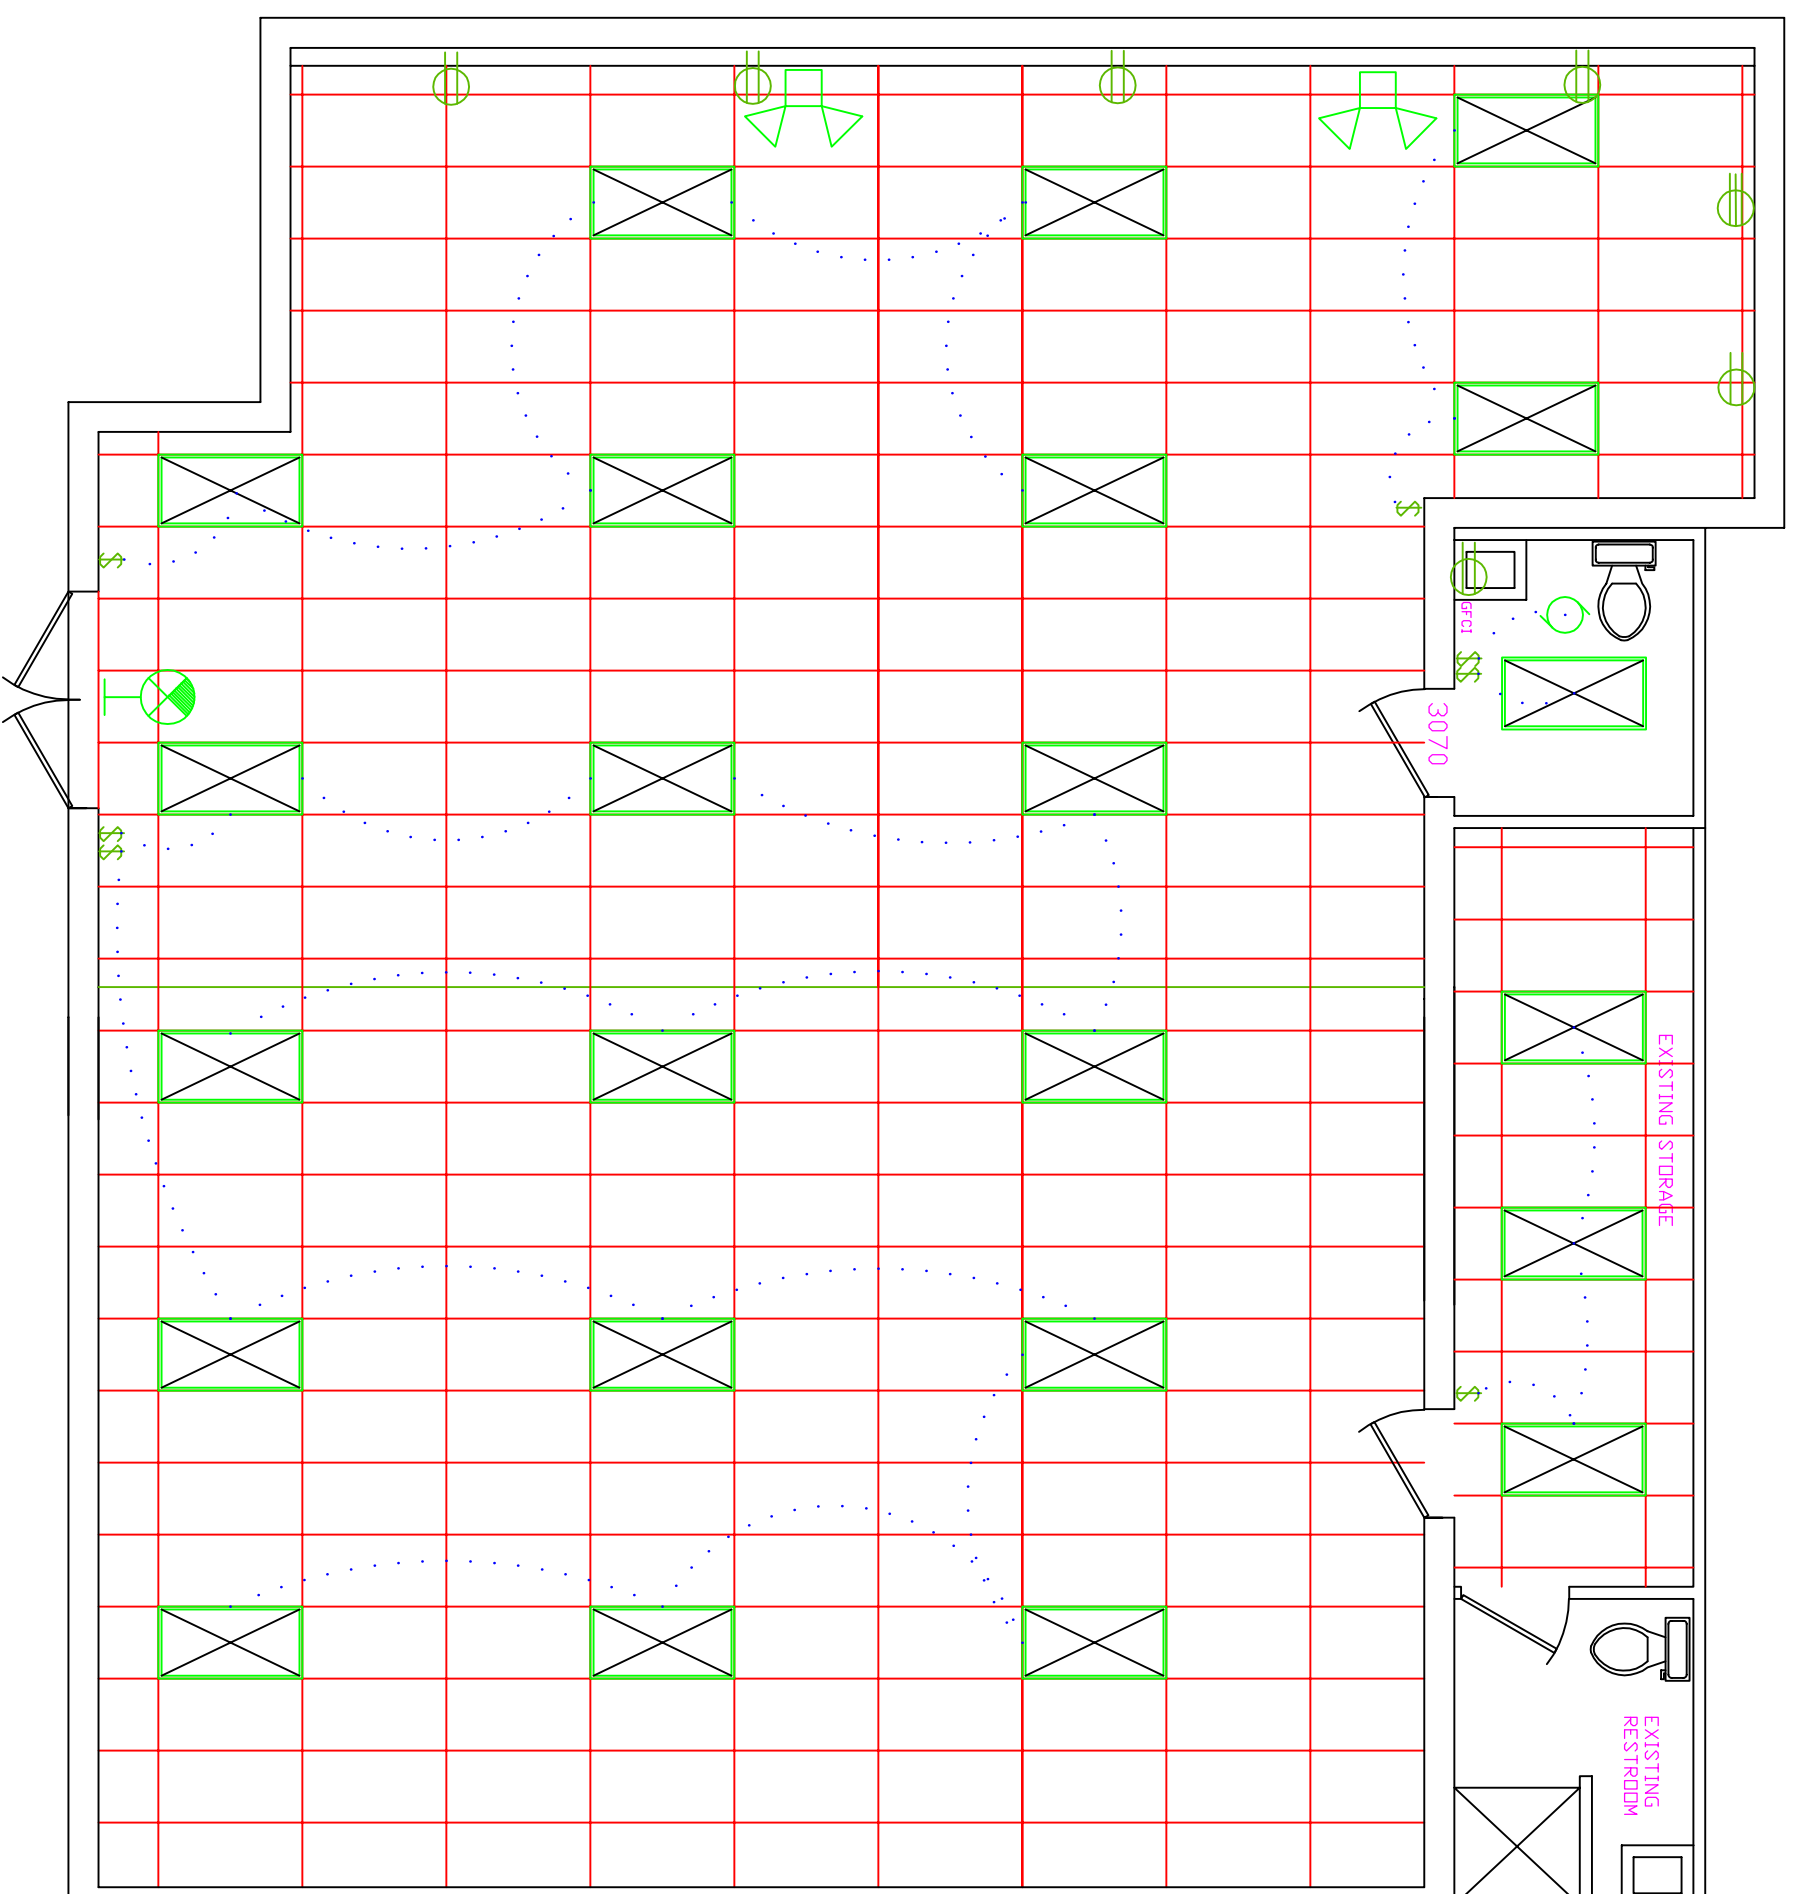 $
$
GFCI
$$
3070
$$
EXISTING STORAGE
$
EXISTING
RESTROOM